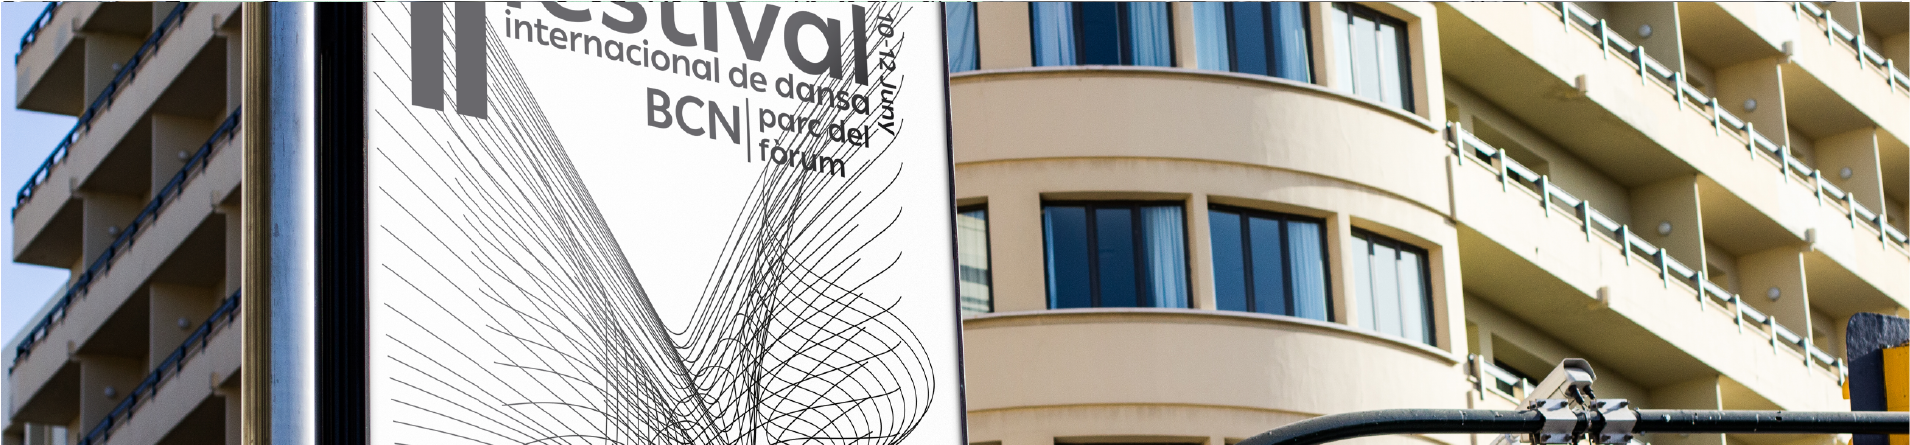 festival
internacional de dansa
BCN
parc del
fòrum
10-12 Juny